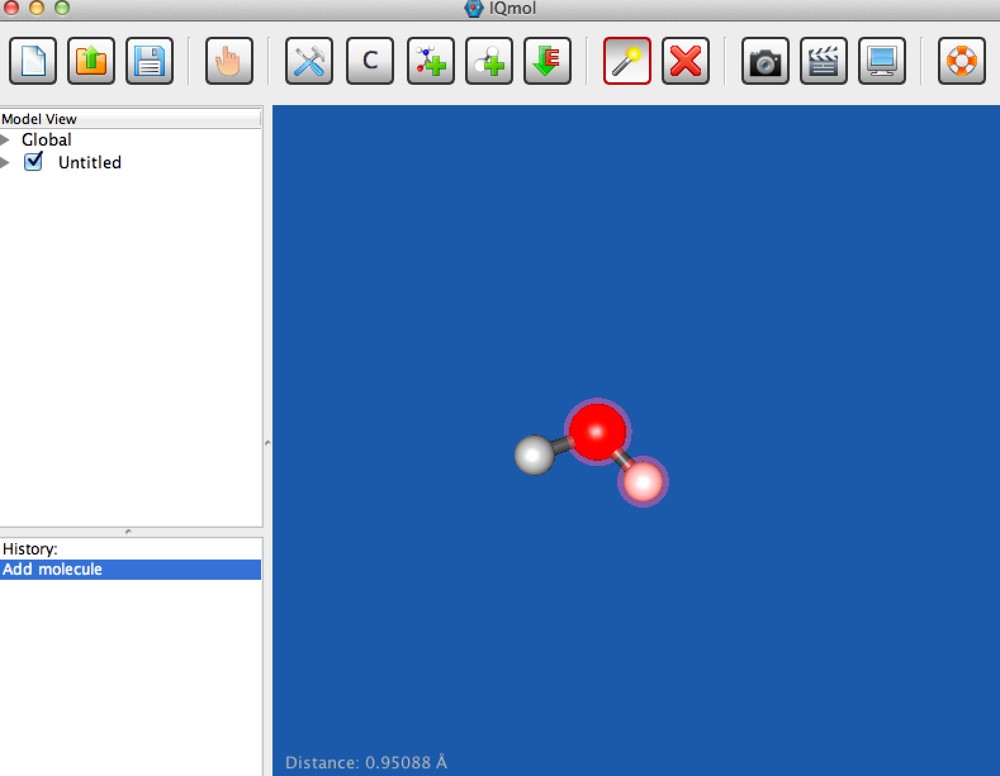 IQmol
C
E
Model View
Global
Untitled
History:
Add molecule
Distance: 0.95088 Å